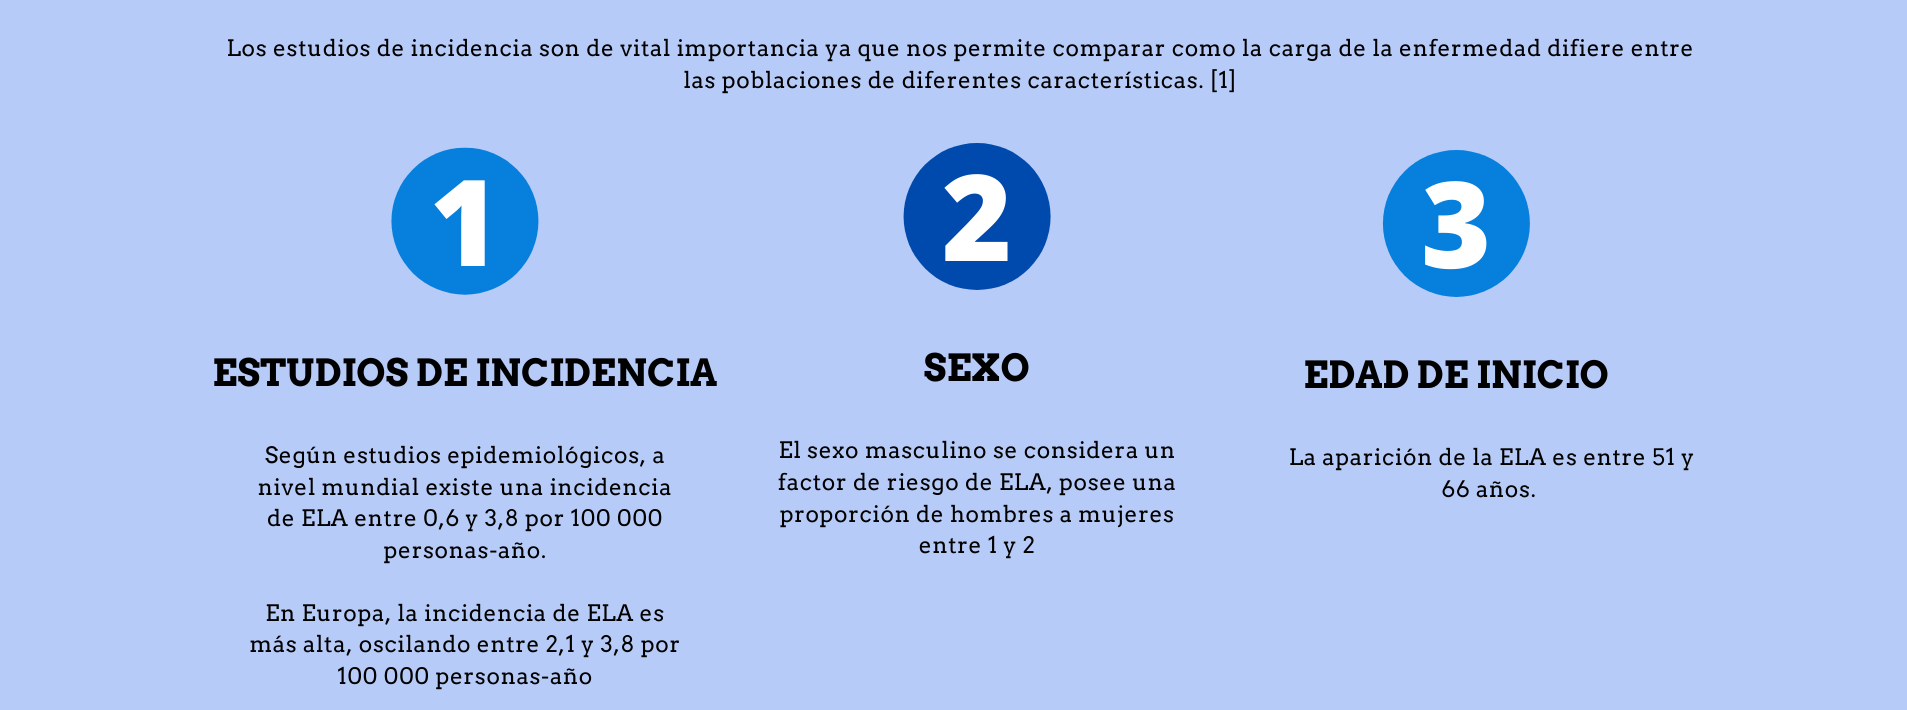 Los estudios de incidencia son de vital importancia ya que nos permite comparar como la carga de la enfermedad difiere entre
las poblaciones de diferentes características. [1]
1
ESTUDIOS DE INCIDENCIA
Según estudios epidemiológicos, a
nivel mundial existe una incidencia
de ELA entre 0,6 y 3,8 por 100 000
personas-año.
En Europa, la incidencia de ELA es
más alta, oscilando entre 2,1 y 3,8 por
100 000 personas-año
2
SEXO
El sexo masculino se considera un
factor de riesgo de ELA, posee una
proporción de hombres a mujeres
entre 1 y 2
3
EDAD DE INICIO
La aparición de la ELA es entre 51 y
66 años.